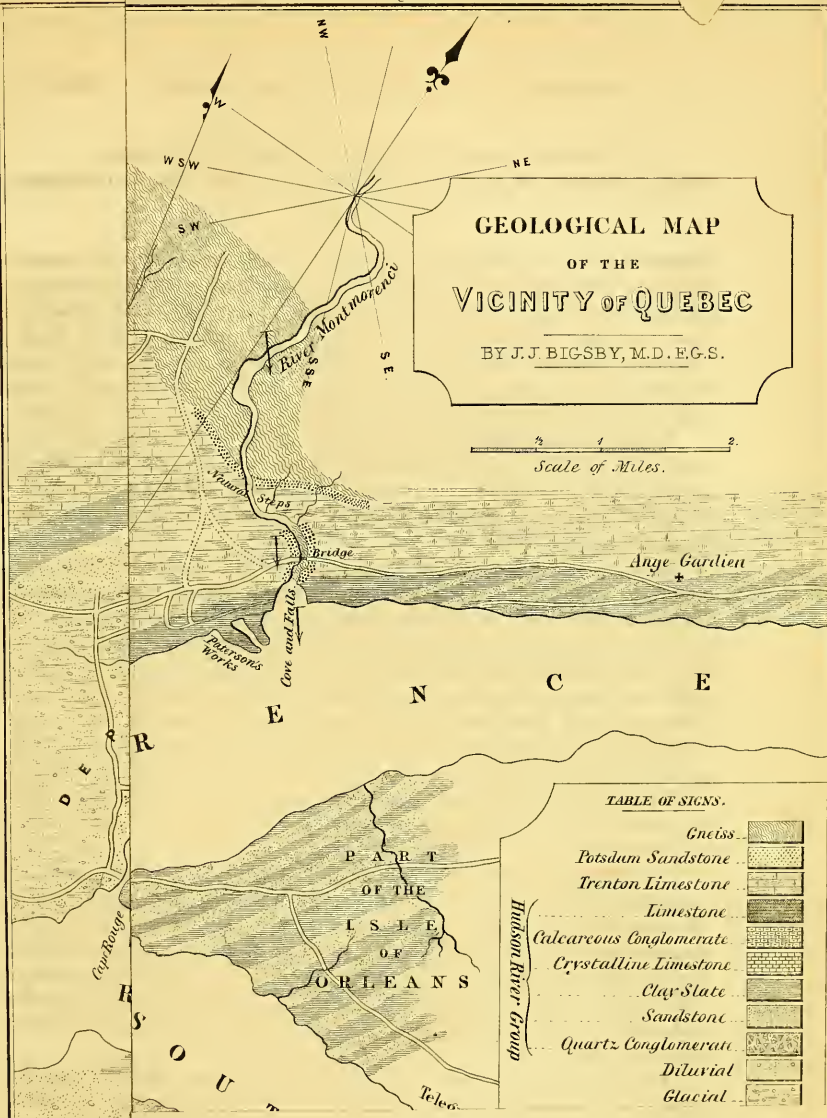 NW
W
WSW
SW
NE
SE.
SSE
GEOLOGICAL MAP
OF THE
VICINITY OF QUEBEC
BY J. J. BIGSBY, M.D. F.G.S.
½ 1 2.
Scale of Miles.
River Montmorenci
Natural Steps
Bridge
Ange Gardien
Cove and Falls
Paterson's
Works
R E N C E
D E R
PART
OF THE
ISLE
OF
ORLEANS
Cape Rouge
R
S O U T
Teleg
TABLE OF SIGNS.
Gneiss
Potsdam Sandstone
Trenton Limestone
Hudson River Group
Limestone
Calcareous Conglomerate
Crystalline Limestone
Clay Slate
Sandstone
Quartz Conglomerate
Diluvial
Glacial